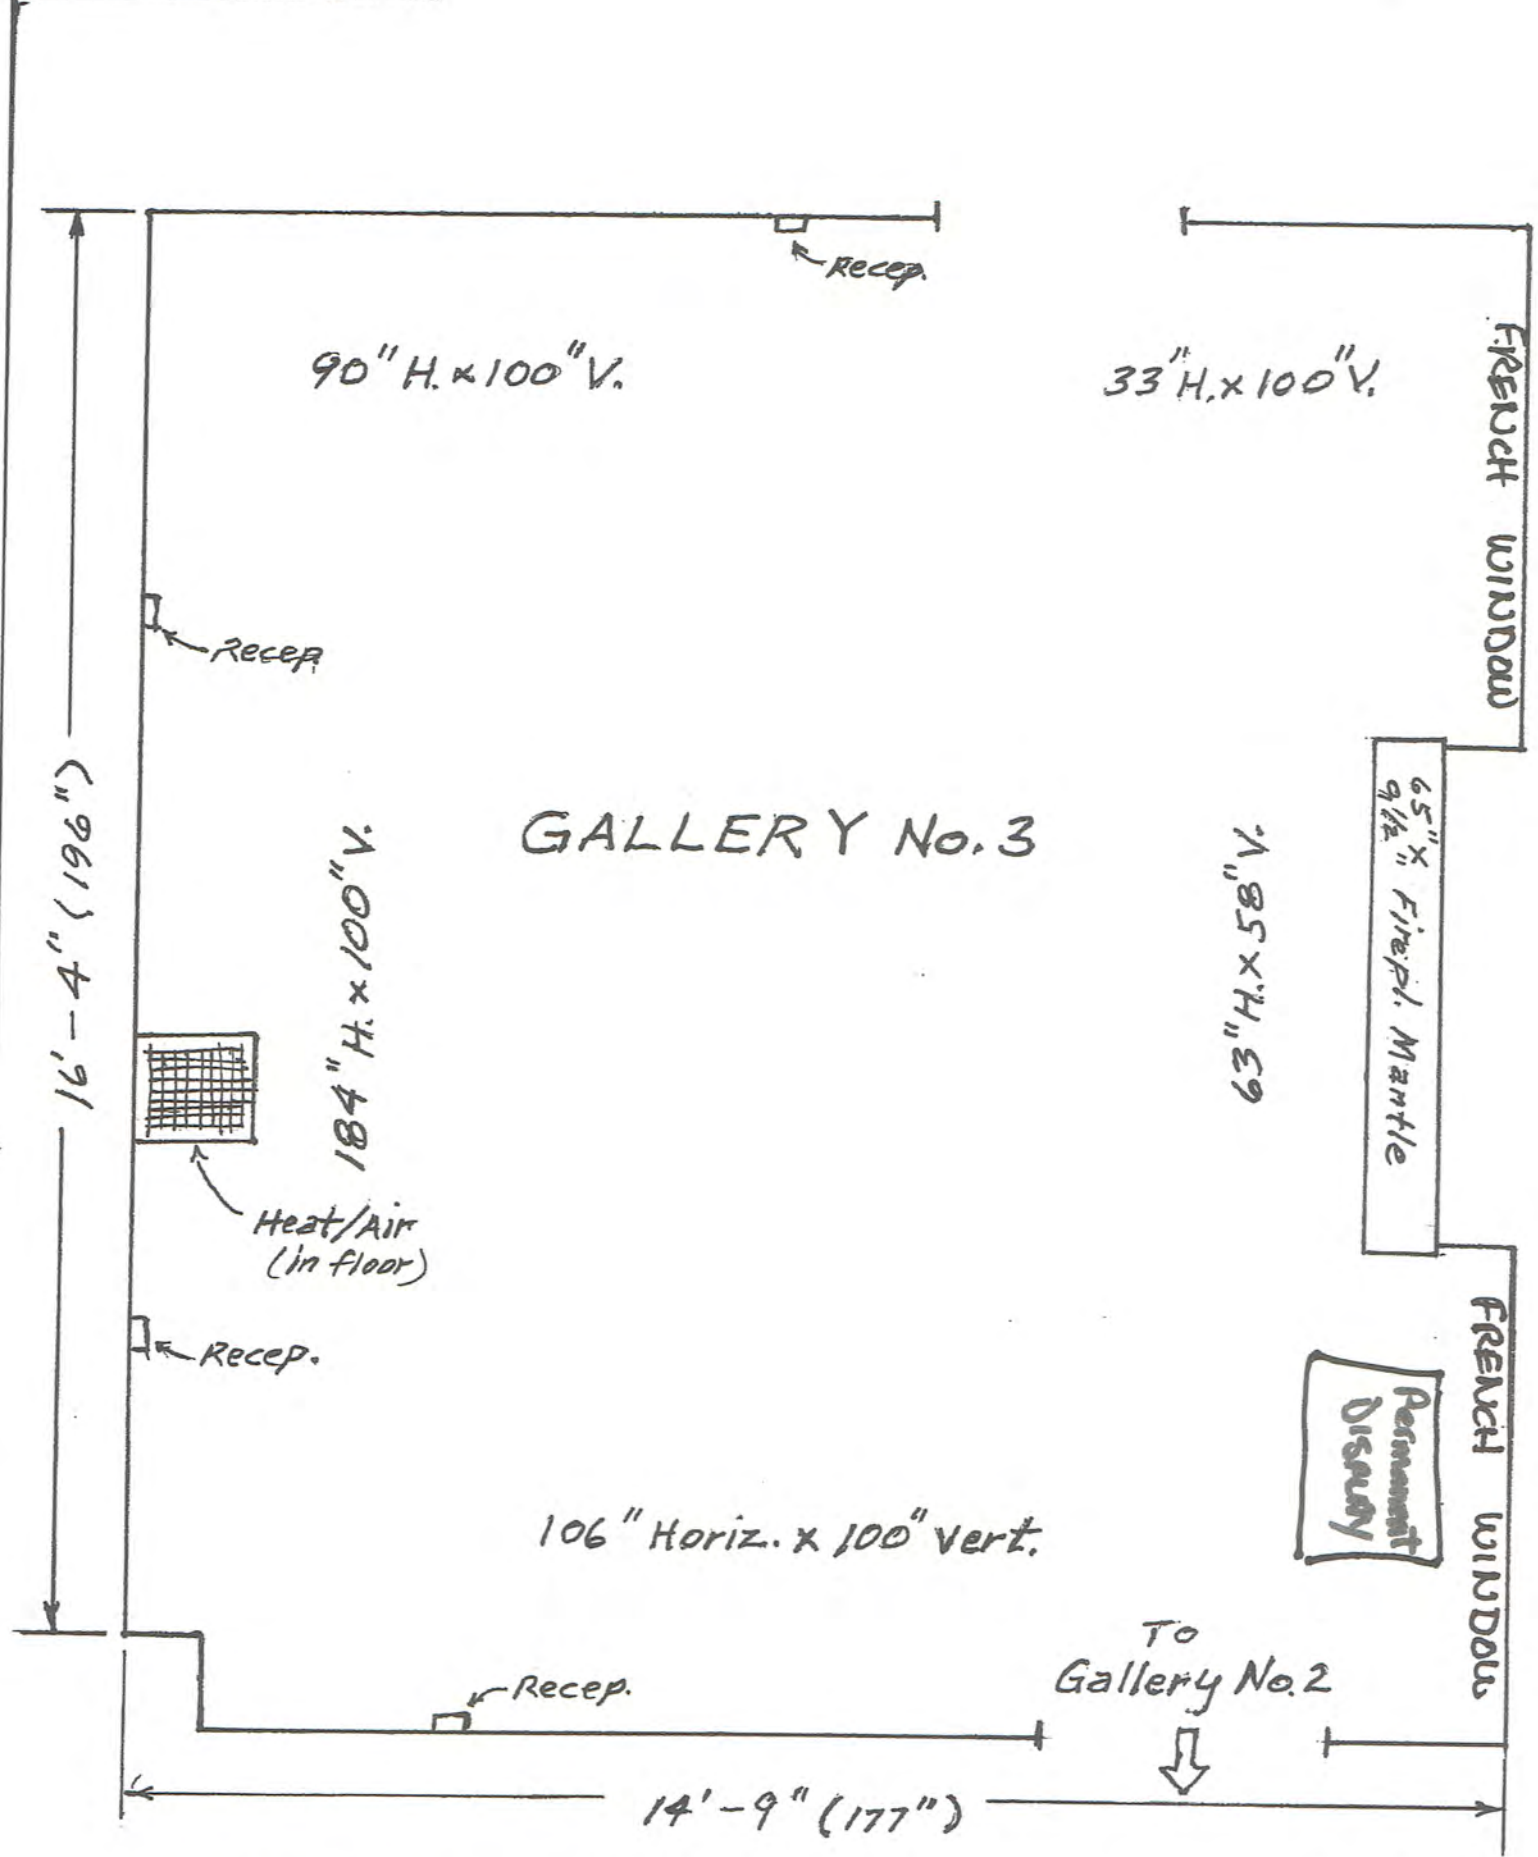 Recep.
90" H. x 100" V.
33" H. x 100" V.
FRENCH WINDOW
Recep.
GALLERY No. 3
16'-4" (196")
184" H. x 100" V.
63" H. x 58" V.
65" x
9 1/2" Firepl. Mantle
Heat/Air
(in floor)
Recep.
FRENCH WINDOW
Permanent
DISPLAY
106" Horiz. x 100" Vert.
To
Gallery No. 2
Recep.
14'-9" (177")